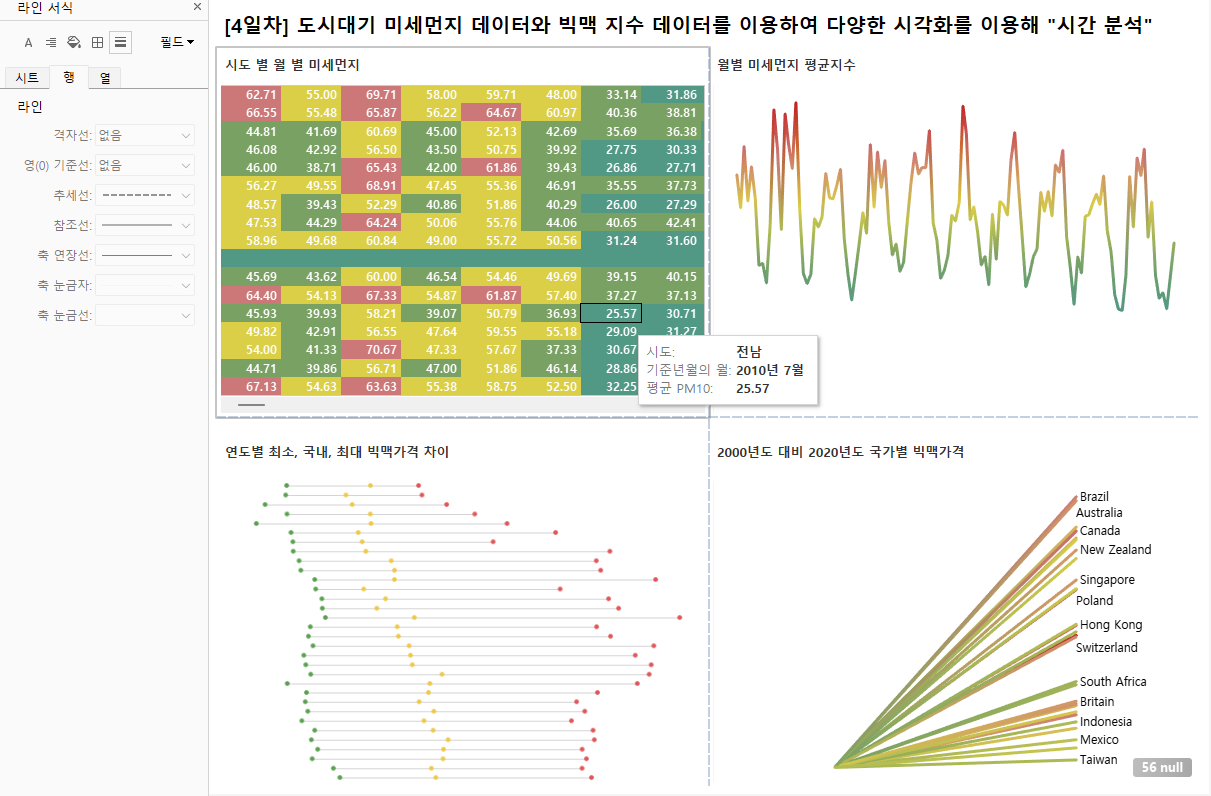 라인 서식 ×
A 필드
시트 행 열
라인
격자선: 없음
영(0) 기준선: 없음
추세선:
참조선:
축 연장선:
축 눈금자:
축 눈금선:
[4일차] 도시대기 미세먼지 데이터와 빅맥 지수 데이터를 이용하여 다양한 시각화를 이용해 "시간 분석"
시도 별 월 별 미세먼지
62.71 55.00 69.71 58.00 59.71 48.00 33.14 31.86
66.55 55.48 65.87 56.22 64.67 60.97 40.36 38.81
44.81 41.69 60.69 45.00 52.13 42.69 35.69 36.38
46.08 42.92 56.50 43.50 50.75 39.92 27.75 30.33
46.00 38.71 65.43 42.00 61.86 39.43 26.86 27.71
56.27 49.55 68.91 47.45 55.36 46.91 35.55 37.73
48.57 39.43 52.29 40.86 51.86 40.29 26.00 27.29
47.53 44.29 64.24 50.06 55.76 44.06 40.65 42.41
58.96 49.68 60.84 49.00 55.72 50.56 31.24 31.60
45.69 43.62 60.00 46.54 54.46 49.69 39.15 40.15
64.40 54.13 67.33 54.87 61.87 57.40 37.27 37.13
45.93 39.93 58.21 39.07 50.79 36.93 25.57 30.71
49.82 42.91 56.55 47.64 59.55 55.18 29.09 31.27
54.00 41.33 70.67 47.33 57.67 37.33 30.67
44.71 39.86 56.71 47.00 51.86 46.14 28.86
67.13 54.63 63.63 55.38 58.75 52.50 32.25
시도: 전남
기준년월의 월: 2010년 7월
평균 PM10: 25.57
월별 미세먼지 평균지수
연도별 최소, 국내, 최대 빅맥가격 차이
2000년도 대비 2020년도 국가별 빅맥가격
Brazil
Australia
Canada
New Zealand
Singapore
Poland
Hong Kong
Switzerland
South Africa
Britain
Indonesia
Mexico
Taiwan
56 null